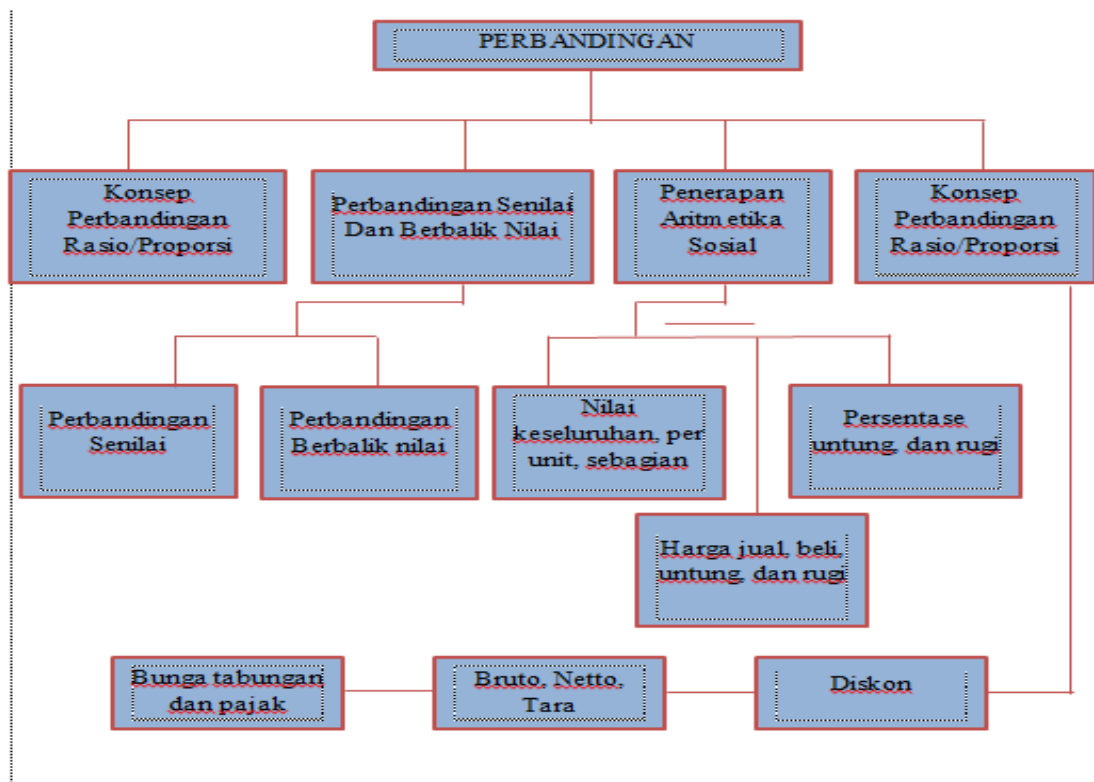 PERBANDINGAN
Konsep
Perbandingan
Rasio/Proporsi
Perbandingan Senilai
Dan Berbalik Nilai
Penerapan
Aritmetika
Sosial
Konsep
Perbandingan
Rasio/Proporsi
Perbandingan
Senilai
Perbandingan
Berbalik nilai
Nilai
keseluruhan, per
unit, sebagian
Persentase
untung, dan rugi
Harga jual, beli,
untung, dan rugi
Bunga tabungan
dan pajak
Bruto, Netto,
Tara
Diskon